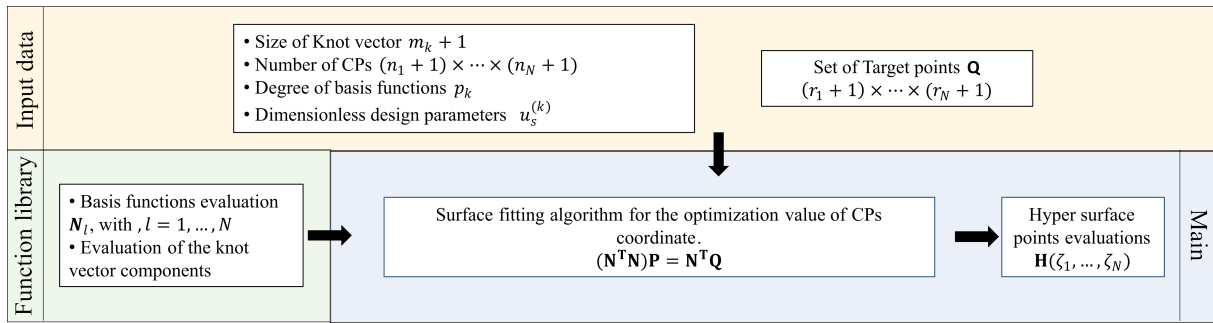 Input data
• Size of Knot vector m_k + 1
• Number of CPs (n_1 + 1) × ⋯ × (n_N + 1)
• Degree of basis functions p_k
• Dimensionless design parameters u_s^{(k)}
Set of Target points Q
(r_1 + 1) × ⋯ × (r_N + 1)
Function library
• Basis functions evaluation
N_l, with , l = 1, … , N
• Evaluation of the knot
vector components
Surface fitting algorithm for the optimization value of CPs
coordinate.
(N^T N)P = N^T Q
Hyper surface
points evaluations
H(ζ_1, … , ζ_N)
Main